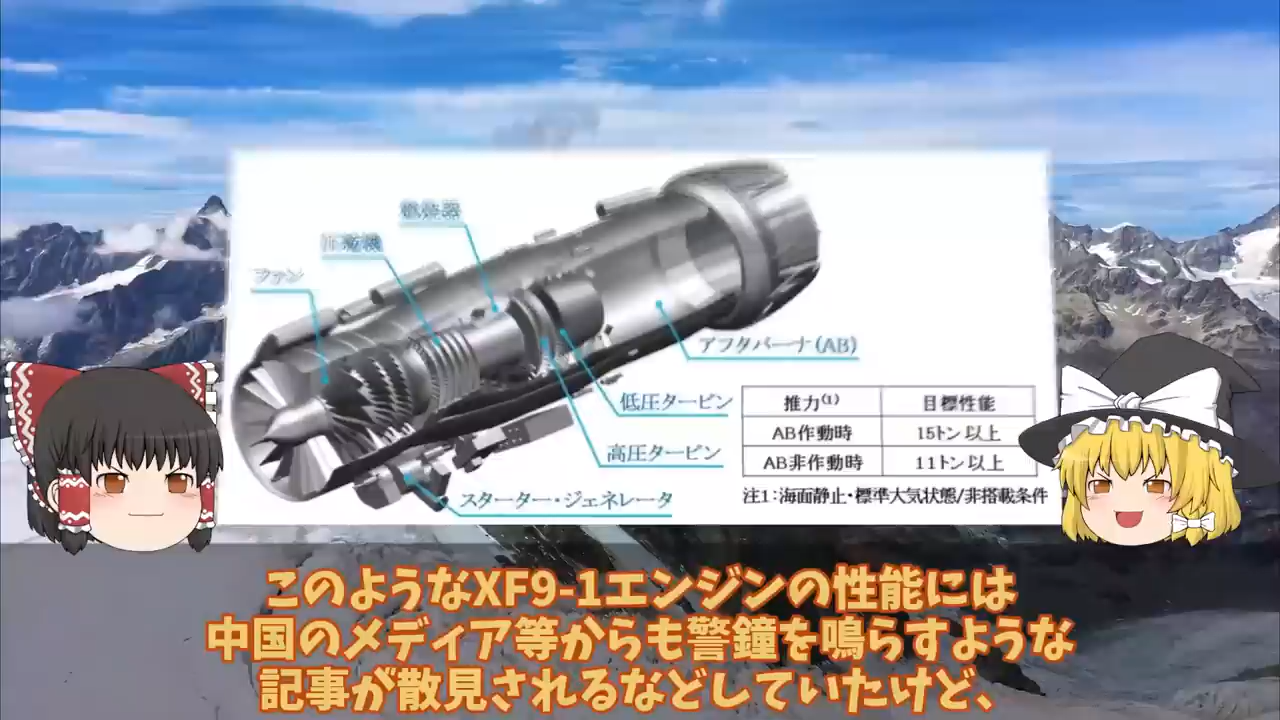 燃焼器
圧縮機
ファン
アフタバーナ(AB)
低圧タービン
高圧タービン
スターター・ジェネレータ
推力(1) 目標性能
AB作動時 15トン以上
AB非作動時 11トン以上
注1:海面静止・標準大気状態/非搭載条件
このようなXF9-1エンジンの性能には
中国のメディア等からも警鐘を鳴らすような
記事が散見されるなどしていたけど、